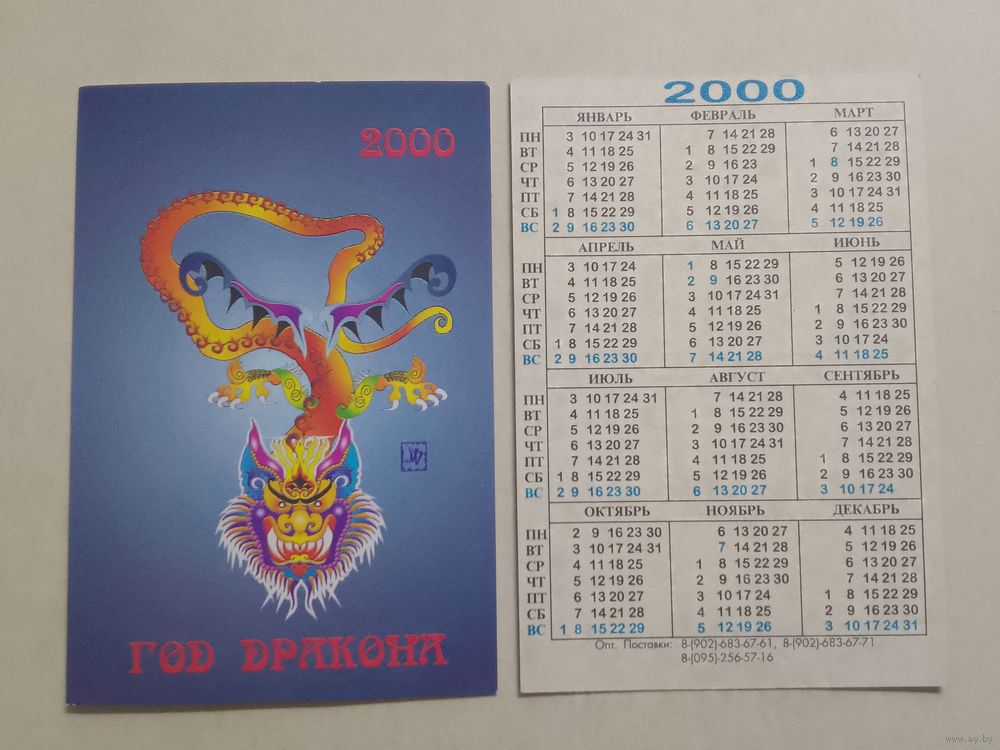 2000
ГОД ДРАКОНА
2000
ЯНВАРЬ ФЕВРАЛЬ МАРТ
ПН 3 10 17 24 31 7 14 21 28 6 13 20 27
ВТ 4 11 18 25 1 8 15 22 29 7 14 21 28
СР 5 12 19 26 2 9 16 23 1 8 15 22 29
ЧТ 6 13 20 27 3 10 17 24 2 9 16 23 30
ПТ 7 14 21 28 4 11 18 25 3 10 17 24 31
СБ 1 8 15 22 29 5 12 19 26 4 11 18 25
ВС 2 9 16 23 30 6 13 20 27 5 12 19 26
АПРЕЛЬ МАЙ ИЮНЬ
ПН 3 10 17 24 1 8 15 22 29 5 12 19 26
ВТ 4 11 18 25 2 9 16 23 30 6 13 20 27
СР 5 12 19 26 3 10 17 24 31 7 14 21 28
ЧТ 6 13 20 27 4 11 18 25 1 8 15 22 29
ПТ 7 14 21 28 5 12 19 26 2 9 16 23 30
СБ 1 8 15 22 29 6 13 20 27 3 10 17 24
ВС 2 9 16 23 30 7 14 21 28 4 11 18 25
ИЮЛЬ АВГУСТ СЕНТЯБРЬ
ПН 3 10 17 24 31 7 14 21 28 4 11 18 25
ВТ 4 11 18 25 1 8 15 22 29 5 12 19 26
СР 5 12 19 26 2 9 16 23 30 6 13 20 27
ЧТ 6 13 20 27 3 10 17 24 31 7 14 21 28
ПТ 7 14 21 28 4 11 18 25 1 8 15 22 29
СБ 1 8 15 22 29 5 12 19 26 2 9 16 23 30
ВС 2 9 16 23 30 6 13 20 27 3 10 17 24
ОКТЯБРЬ НОЯБРЬ ДЕКАБРЬ
ПН 2 9 16 23 30 6 13 20 27 4 11 18 25
ВТ 3 10 17 24 31 7 14 21 28 5 12 19 26
СР 4 11 18 25 1 8 15 22 29 6 13 20 27
ЧТ 5 12 19 26 2 9 16 23 30 7 14 21 28
ПТ 6 13 20 27 3 10 17 24 1 8 15 22 29
СБ 7 14 21 28 4 11 18 25 2 9 16 23 30
ВС 1 8 15 22 29 5 12 19 26 3 10 17 24 31
Опт. Поставки: 8-(902)-683-67-61, 8-(902)-683-67-71
8-(095)-256-57-16
www.ay.by